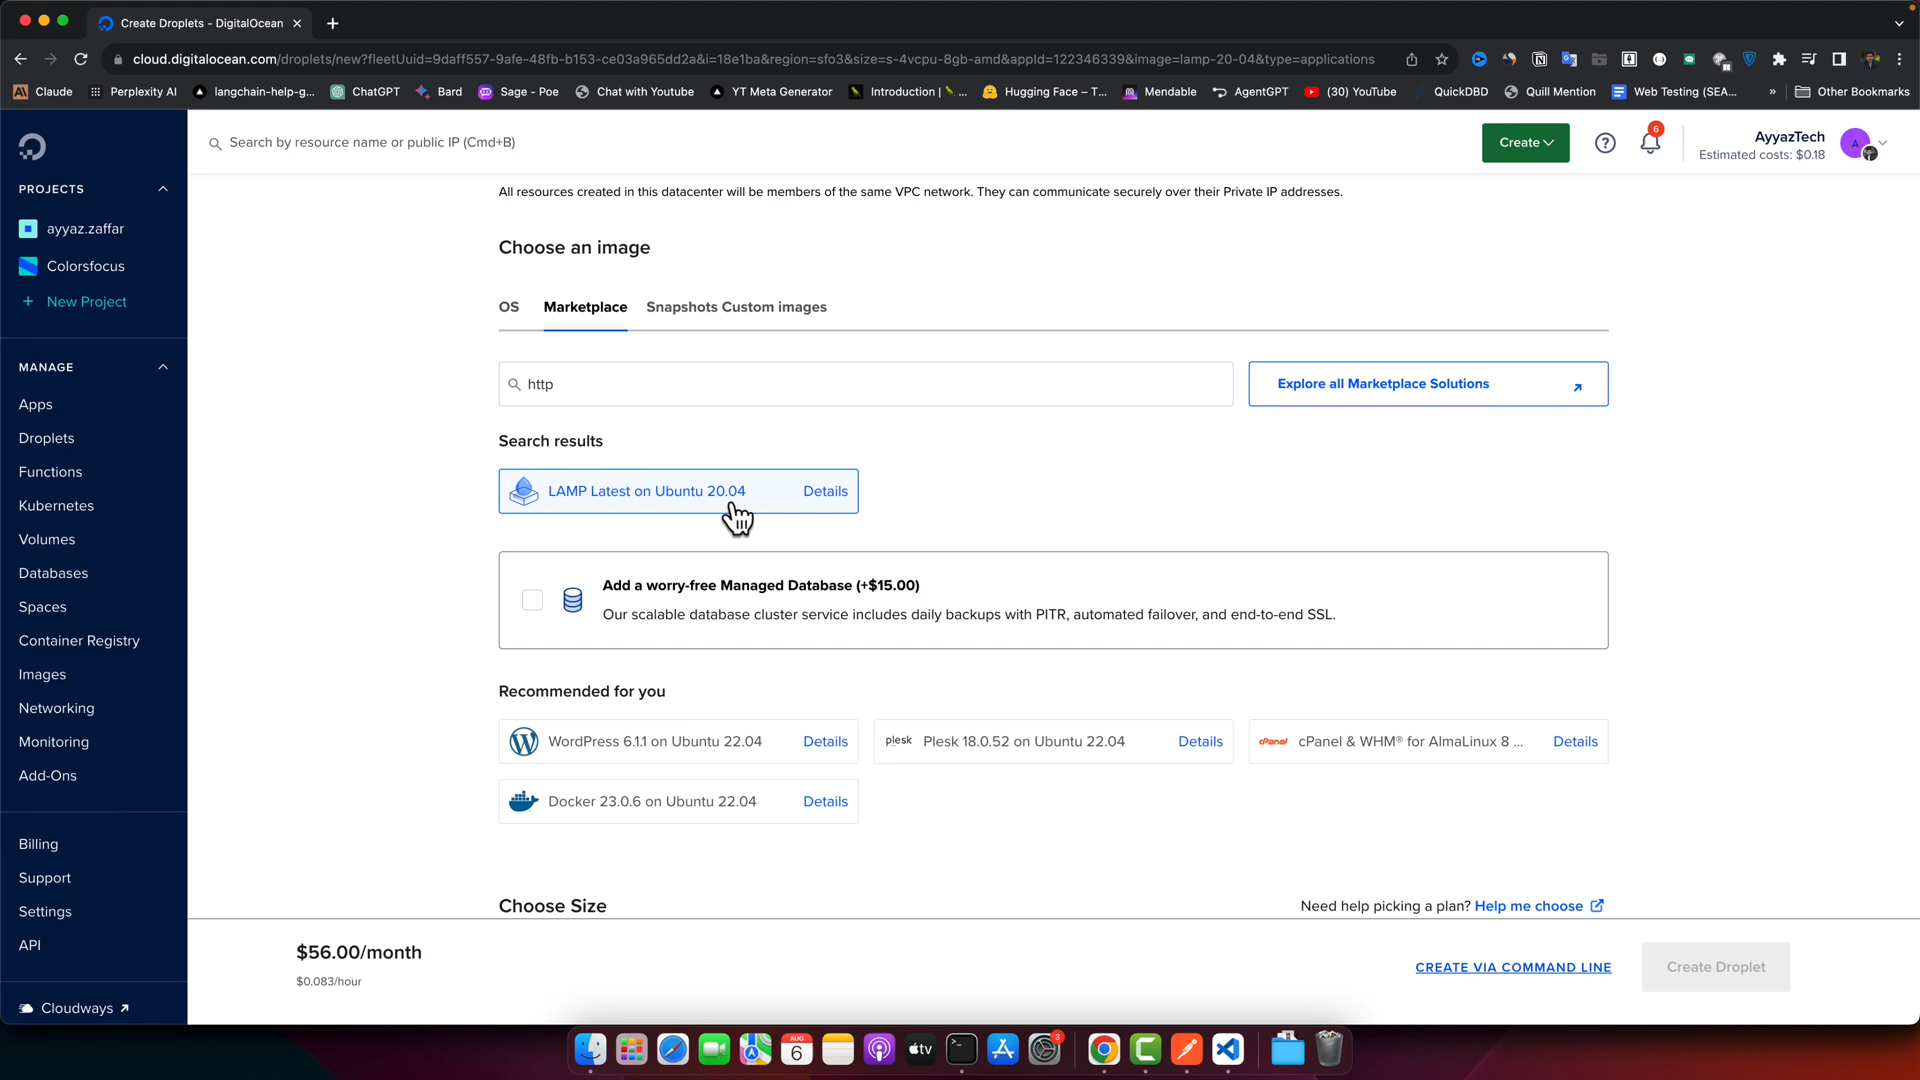 Create Droplets - DigitalOcean
cloud.digitalocean.com/droplets/new?fleetUuid=9daff557-9afe-48fb-b153-ce03a965dd2a&i=18e1ba&region=sfo3&size=s-4vcpu-8gb-amd&appId=122346339&image=lamp-20-04&type=applications
Claude
Perplexity AI
langchain-help-g...
ChatGPT
Bard
Sage - Poe
Chat with Youtube
YT Meta Generator
Introduction | ...
Hugging Face – T...
Mendable
AgentGPT
(30) YouTube
QuickDBD
Quill Mention
Web Testing (SEA...
»
Other Bookmarks
Search by resource name or public IP (Cmd+B)
Create
6
AyyazTech
Estimated costs: $0.18
A
PROJECTS
ayyaz.zaffar
Colorsfocus
+ New Project
MANAGE
Apps
Droplets
Functions
Kubernetes
Volumes
Databases
Spaces
Container Registry
Images
Networking
Monitoring
Add-Ons
Billing
Support
Settings
API
Cloudways
All resources created in this datacenter will be members of the same VPC network. They can communicate securely over their Private IP addresses.
Choose an image
OS Marketplace Snapshots Custom images
http
Explore all Marketplace Solutions
Search results
LAMP Latest on Ubuntu 20.04 Details
Add a worry-free Managed Database (+$15.00)
Our scalable database cluster service includes daily backups with PITR, automated failover, and end-to-end SSL.
Recommended for you
WordPress 6.1.1 on Ubuntu 22.04 Details
plesk Plesk 18.0.52 on Ubuntu 22.04 Details
cPanel cPanel & WHM® for AlmaLinux 8 ... Details
Docker 23.0.6 on Ubuntu 22.04 Details
Choose Size
Need help picking a plan? Help me choose
$56.00/month
$0.083/hour
CREATE VIA COMMAND LINE
Create Droplet
AUG
6
tv
3